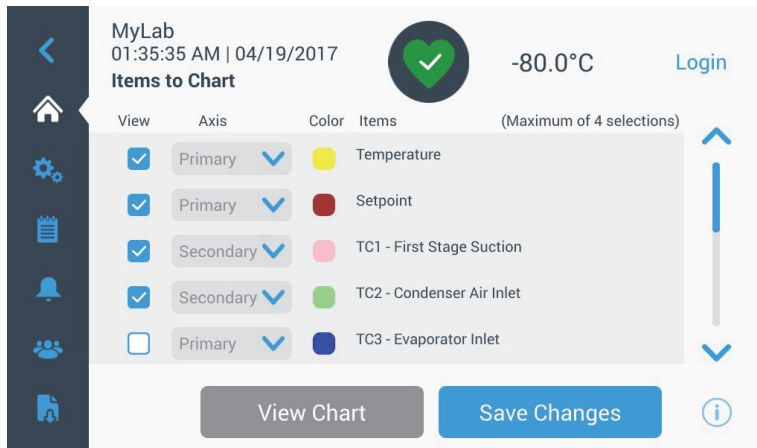 MyLab
01:35:35 AM | 04/19/2017
Items to Chart
-80.0°C
Login
View Axis Color Items (Maximum of 4 selections)
Primary Temperature
Primary Setpoint
Secondary TC1 - First Stage Suction
Secondary TC2 - Condenser Air Inlet
Primary TC3 - Evaporator Inlet
View Chart Save Changes
i